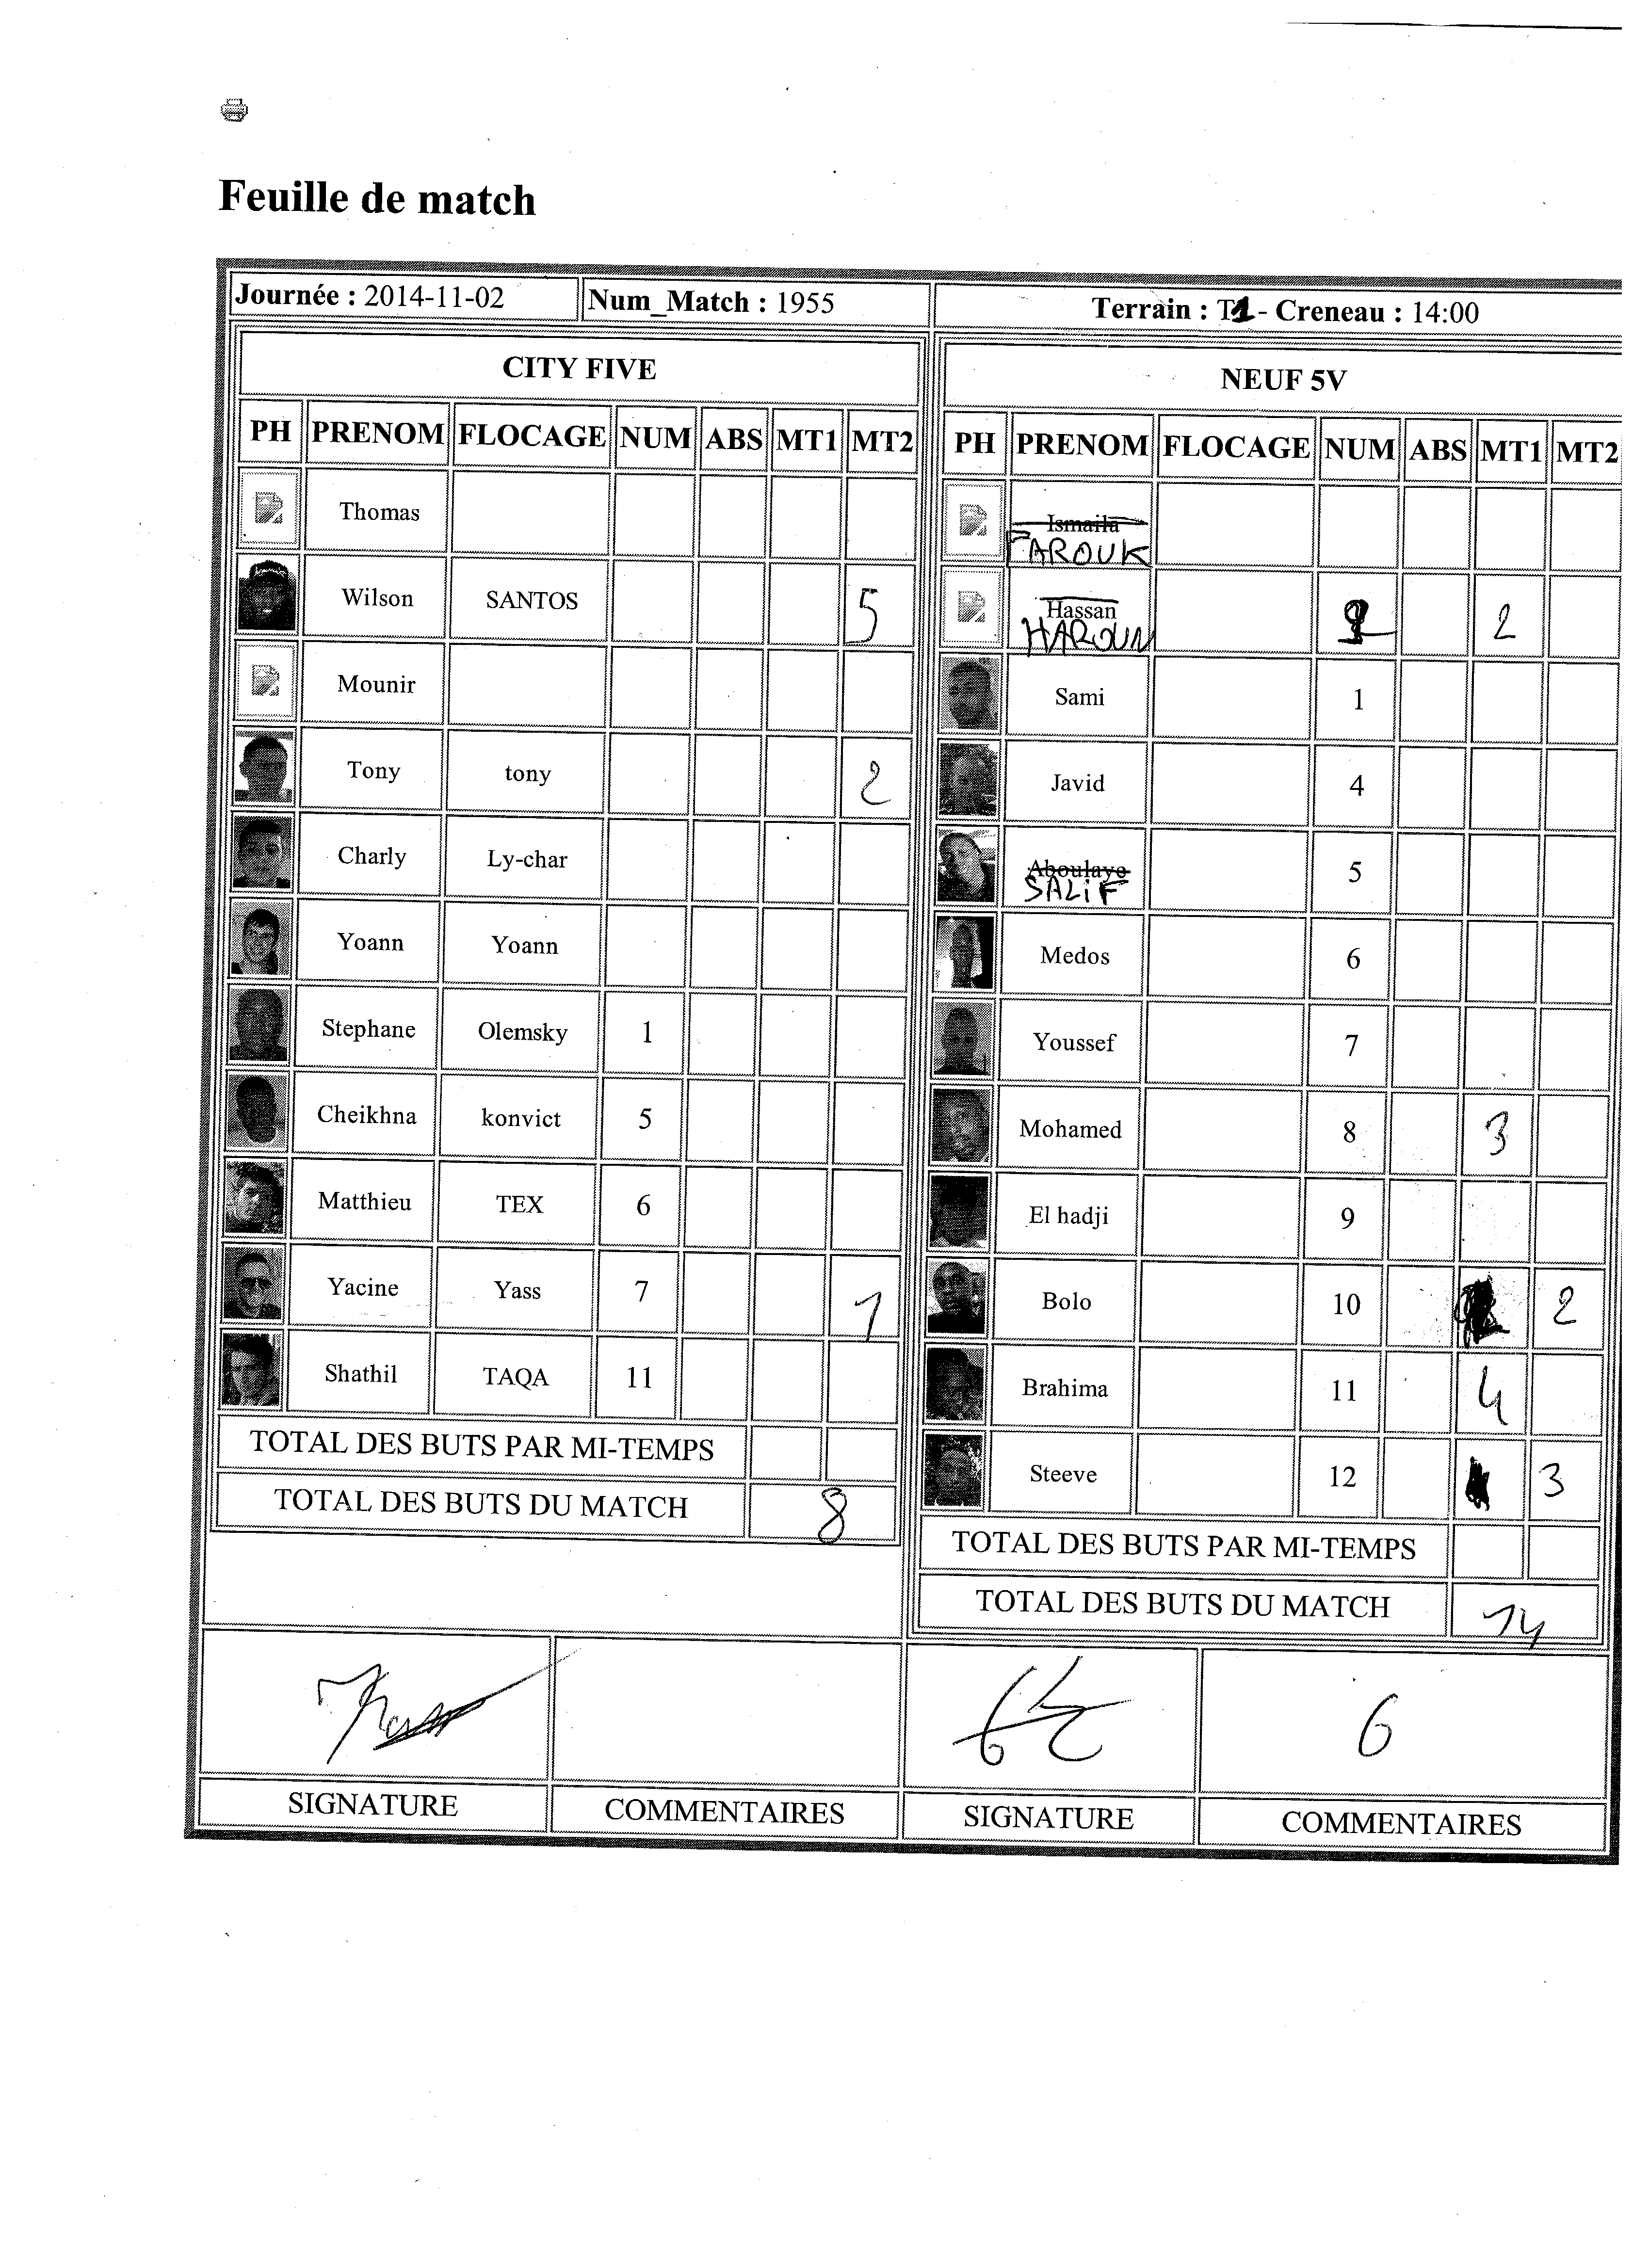 Feuille de match
Journée : 2014-11-02 Num_Match : 1955 Terrain : T1 - Creneau : 14:00
CITY FIVE NEUF 5V
PH PRENOM FLOCAGE NUM ABS MT1 MT2 PH PRENOM FLOCAGE NUM ABS MT1 MT2
Thomas Ismaila
FAROUK
Wilson SANTOS 5 Hassan 2
HAROUN
Mounir Sami 1
Tony tony 2 Javid 4
Charly Ly-char Aboulaye 5
SALIF
Yoann Yoann Medos 6
Stephane Olemsky 1 Youssef 7
Cheikhna konvict 5 Mohamed 8 3
Matthieu TEX 6 El hadji 9
Yacine Yass 7 1 Bolo 10 2
Shathil TAQA 11 Brahima 11 4
TOTAL DES BUTS PAR MI-TEMPS Steeve 12 3
TOTAL DES BUTS DU MATCH 8
TOTAL DES BUTS PAR MI-TEMPS
TOTAL DES BUTS DU MATCH 14
6
SIGNATURE COMMENTAIRES SIGNATURE COMMENTAIRES